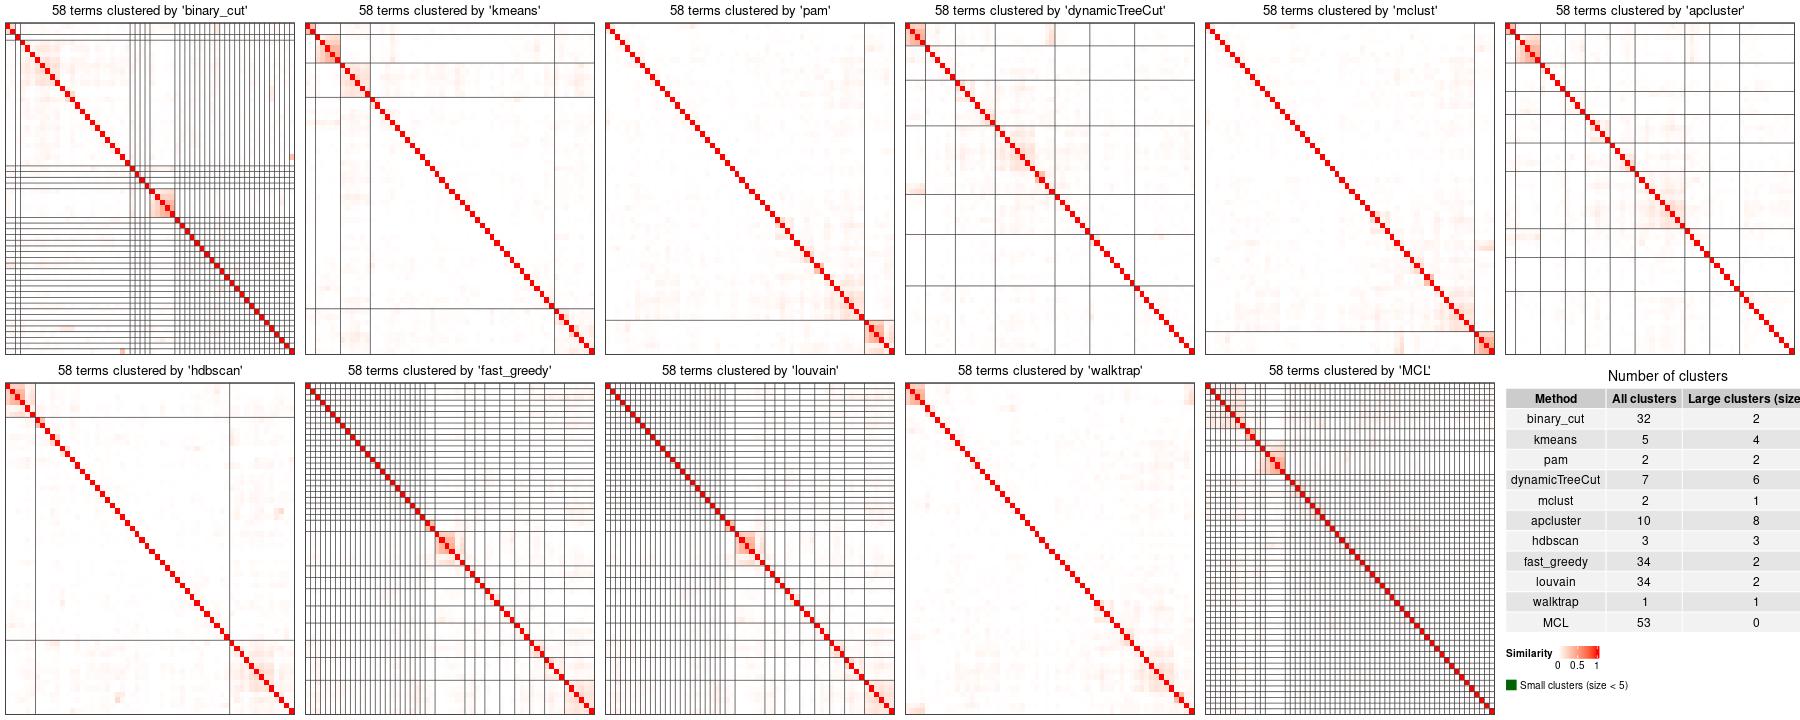 58 terms clustered by 'binary_cut'
58 terms clustered by 'kmeans'
58 terms clustered by 'pam'
58 terms clustered by 'dynamicTreeCut'
58 terms clustered by 'mclust'
58 terms clustered by 'apcluster'
58 terms clustered by 'hdbscan'
58 terms clustered by 'fast_greedy'
58 terms clustered by 'louvain'
58 terms clustered by 'walktrap'
58 terms clustered by 'MCL'
Number of clusters
Method All clusters Large clusters (size
binary_cut 32 2
kmeans 5 4
pam 2 2
dynamicTreeCut 7 6
mclust 2 1
apcluster 10 8
hdbscan 3 3
fast_greedy 34 2
louvain 34 2
walktrap 1 1
MCL 53 0
Similarity
0 0.5 1
Small clusters (size < 5)